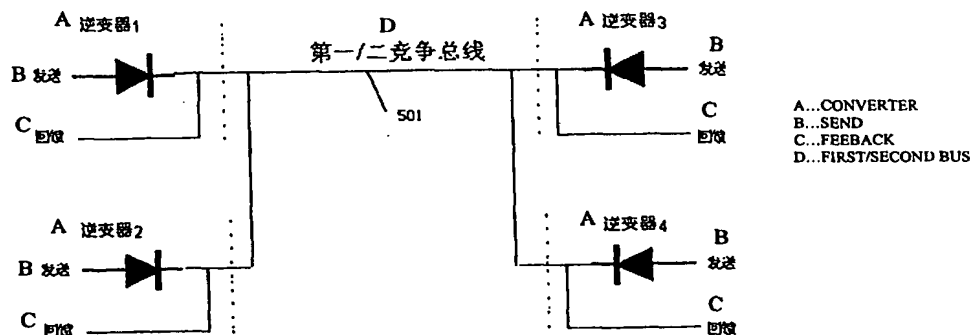 A 逆变器1
B 发送
C 回馈
D
第一/二竞争总线
501
A 逆变器3
B
发送
C
回馈
A...CONVERTER
B...SEND
C...FEEBACK
D...FIRST/SECOND BUS
A 逆变器2
B 发送
C 回馈
A 逆变器4
B
发送
C
回馈